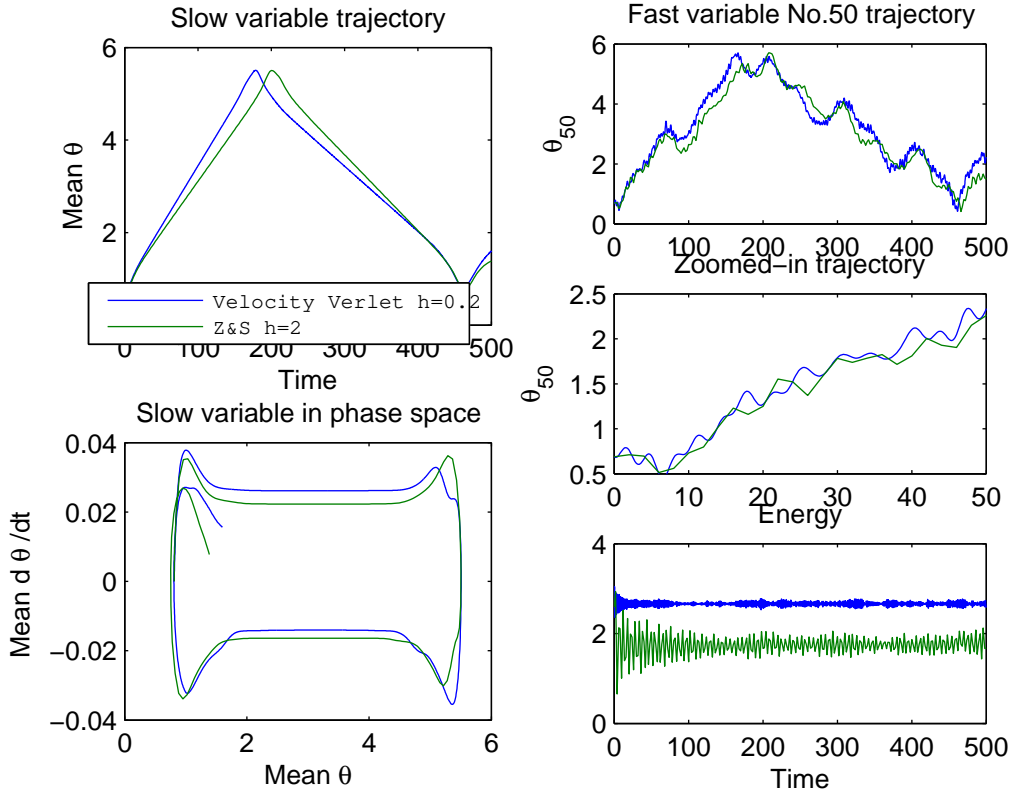 Slow variable trajectory
Mean θ
6
4
2
0 100 200 300 400 500
Time
Velocity Verlet h=0.2
Z&S h=2
Slow variable in phase space
Mean d θ /dt
0.04
0.02
0
−0.02
−0.04
0 2 4 6
Mean θ
Fast variable No.50 trajectory
θ50
6
4
2
0
0 100 200 300 400 500
Zoomed−in trajectory
θ50
2.5
2
1.5
1
0.5
0 10 20 30 40 50
Energy
4
2
0
0 100 200 300 400 500
Time